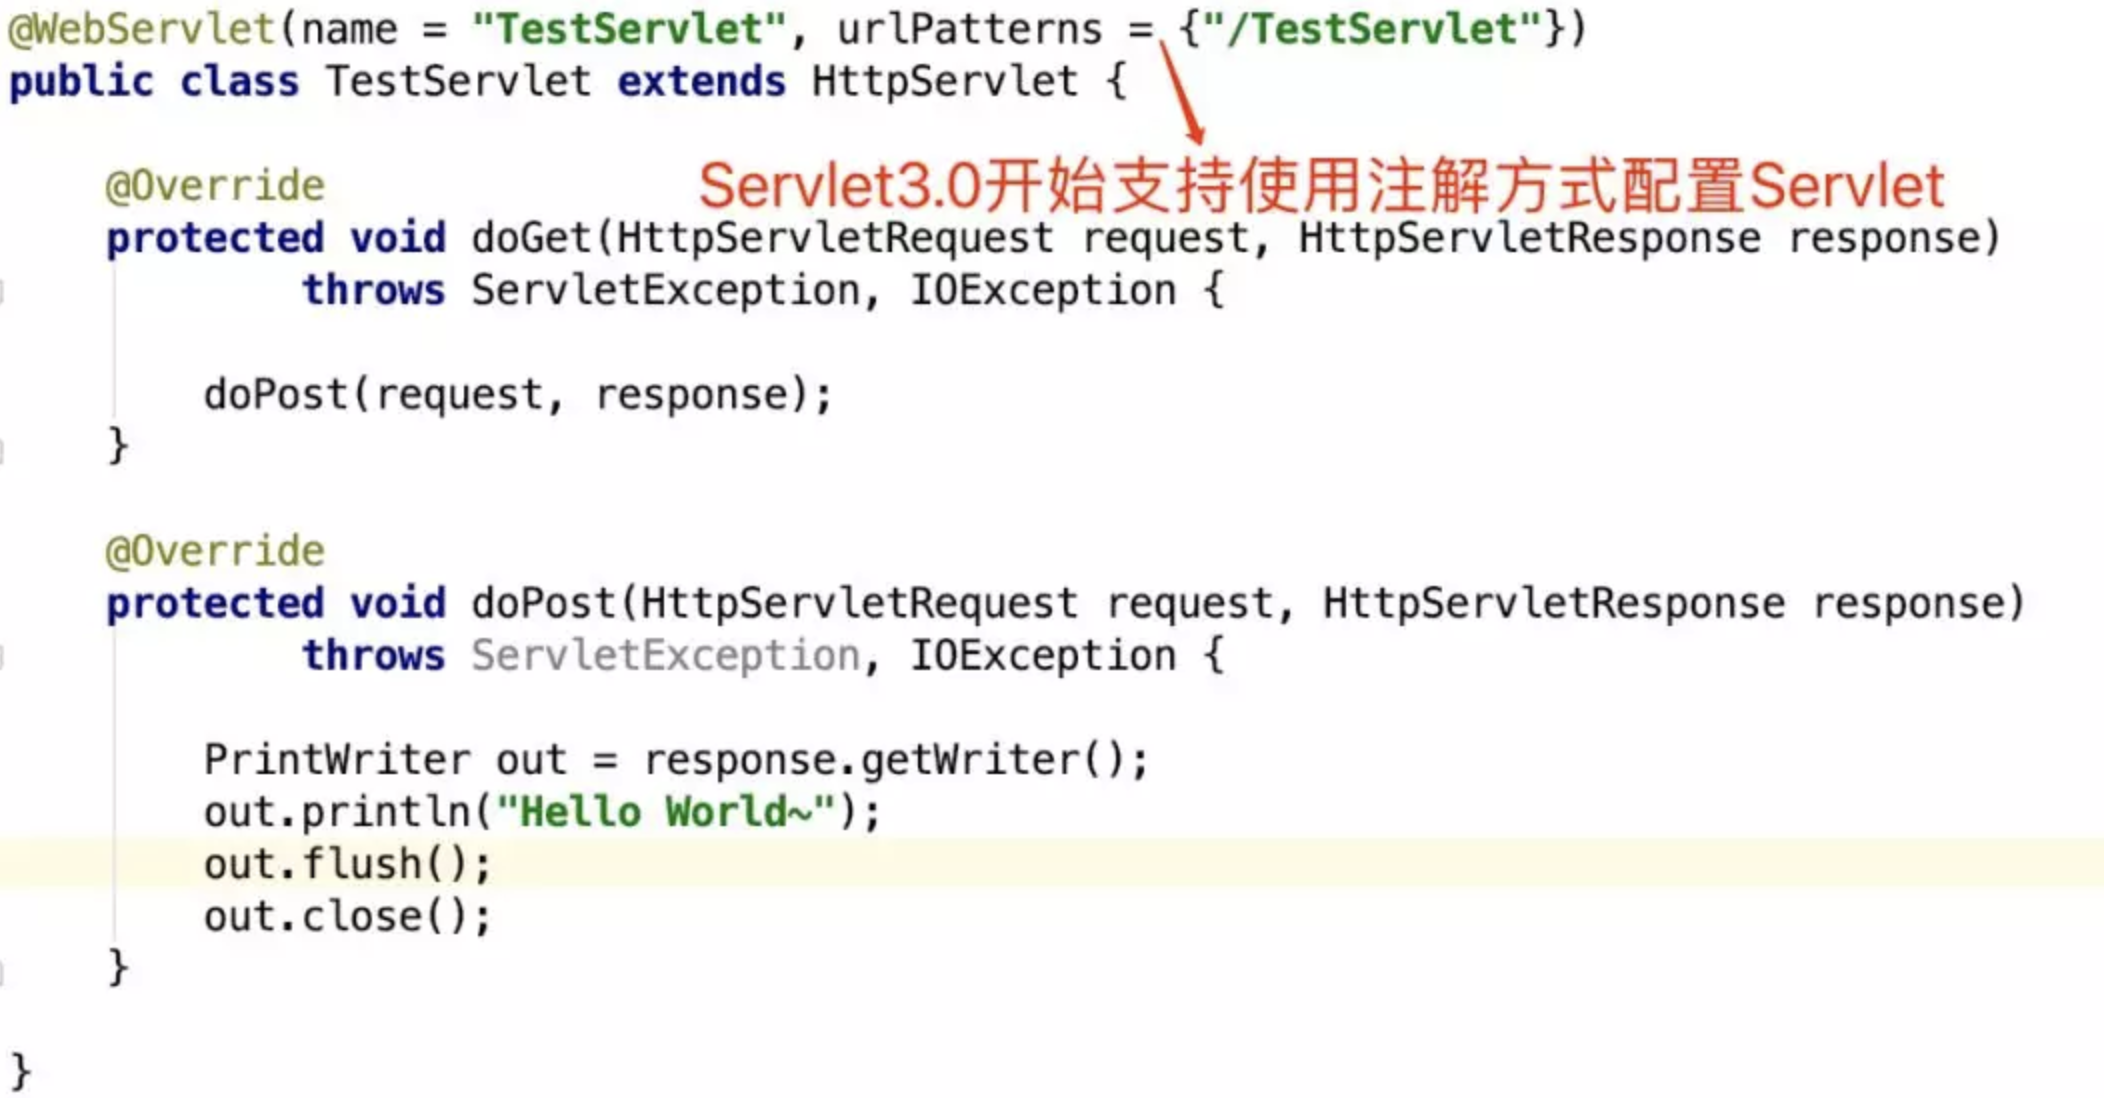 @WebServlet(name = "TestServlet", urlPatterns = {"/TestServlet"})
public class TestServlet extends HttpServlet {
@Override
Servlet3.0开始支持使用注解方式配置Servlet
protected void doGet(HttpServletRequest request, HttpServletResponse response)
throws ServletException, IOException {
doPost(request, response);
}
@Override
protected void doPost(HttpServletRequest request, HttpServletResponse response)
throws ServletException, IOException {
PrintWriter out = response.getWriter();
out.println("Hello World~");
out.flush();
out.close();
}
}